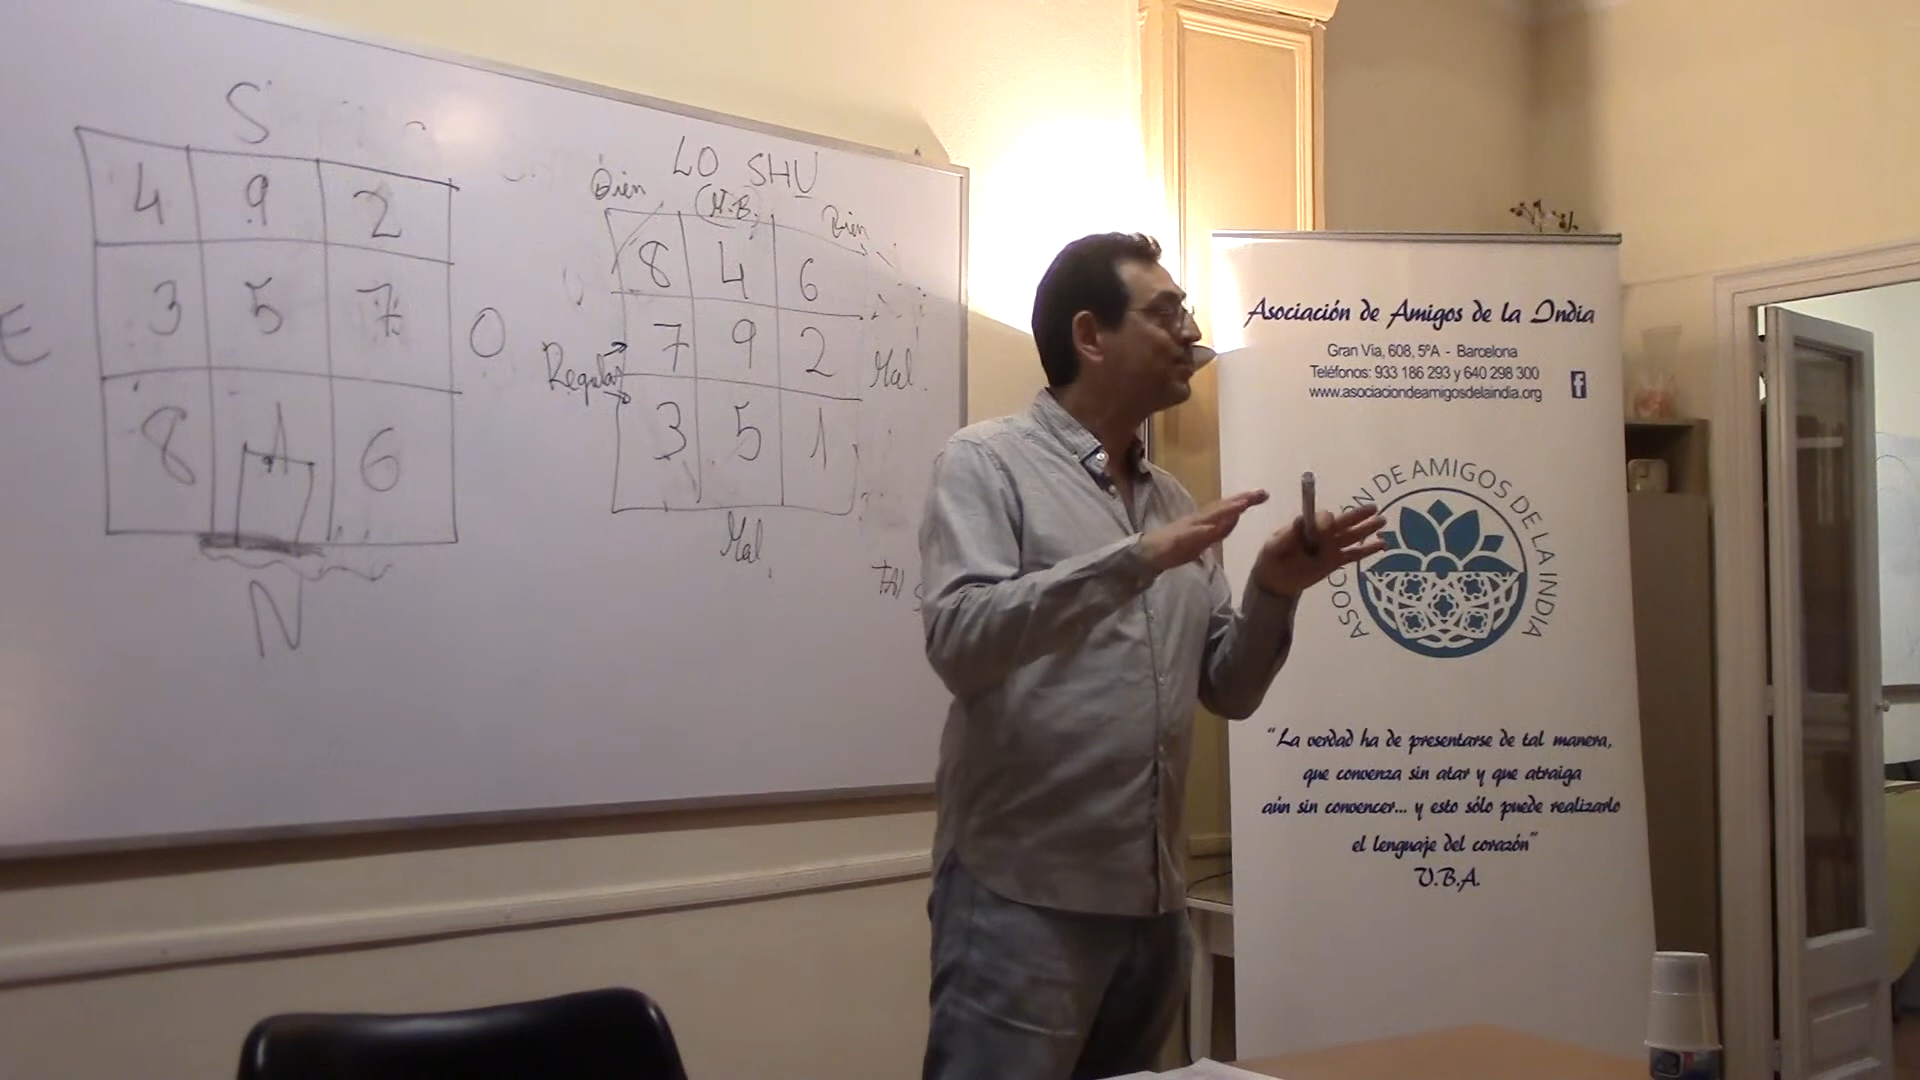 S
4 9 2
3 5 7
8 1 6
E
O
N
LO SHU
Bien
(M.B.)
Bien
8 4 6
7 9 2
3 5 1
Regular
Mal.
Mal.
Asociación de Amigos de la India
Gran Vía, 608, 5ºA - Barcelona
Teléfonos: 933 186 293 y 640 298 300
www.asociaciondeamigosdelaindia.org
f
ASOCIACIÓN DE AMIGOS DE LA INDIA
"La verdad ha de presentarse de tal manera,
que convenza sin atar y que atraiga
aún sin convencer... y esto sólo puede realizarlo
el lenguaje del corazón"
V.B.A.